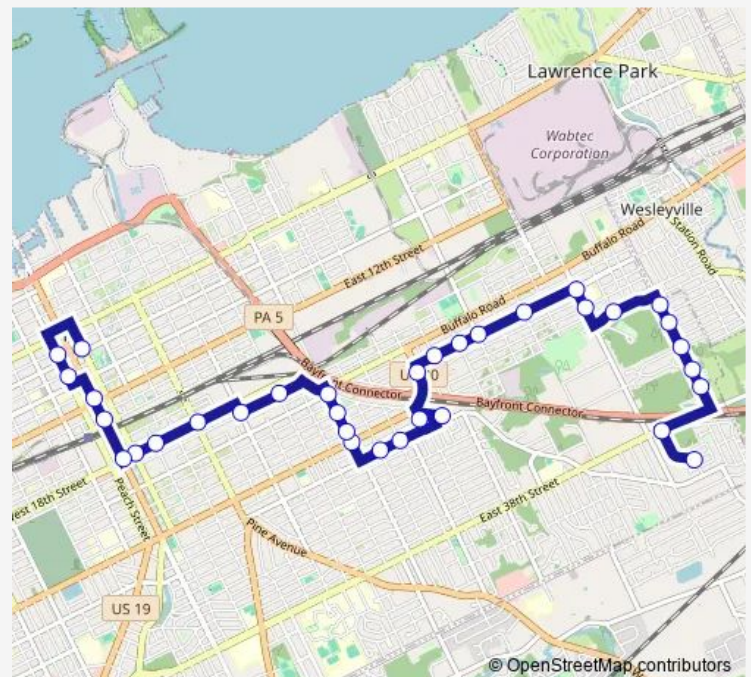 Lawrence Park
Wabtec
Corporation
Wesleyville
Station Road
Buffalo Road
East 12th Street
PA 5
Buffalo Road
Bayfront Connector
Bayfront Connector
West 18th Street
Peach Street
East 38th Street
Pine Avenue
US 19
© OpenStreetMap contributors